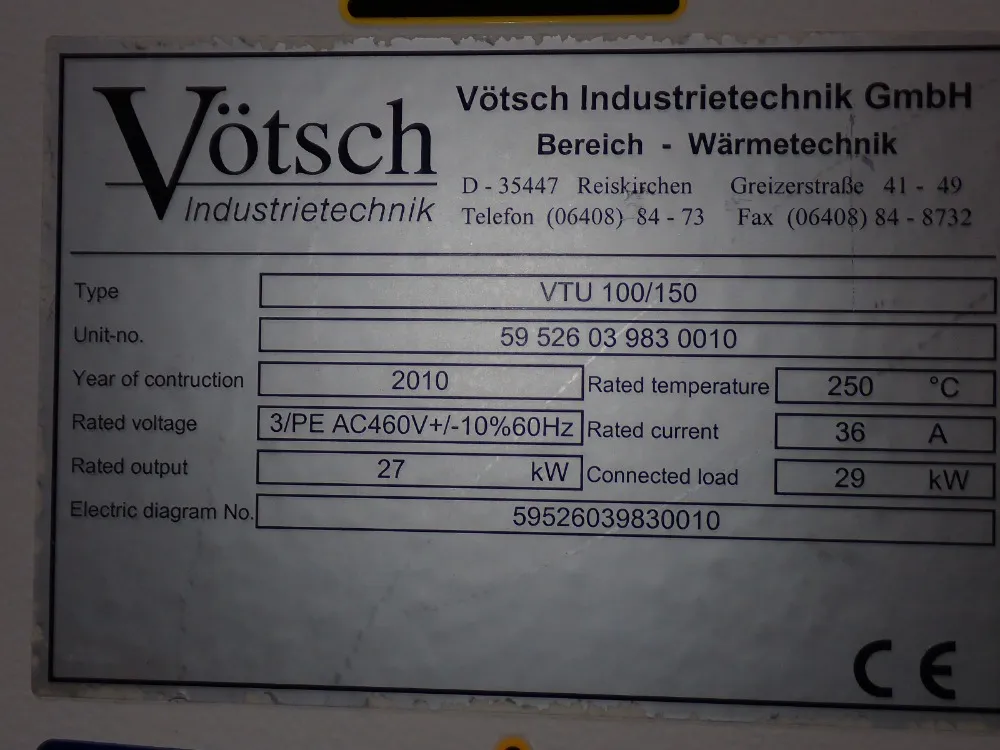 Vötsch
Industrietechnik
Vötsch Industrietechnik GmbH
Bereich - Wärmetechnik
D - 35447 Reiskirchen Greizerstraße 41 - 49
Telefon (06408) 84 - 73 Fax (06408) 84 - 8732
Type VTU 100/150
Unit-no. 59 526 03 983 0010
Year of contruction 2010 Rated temperature 250 °C
Rated voltage 3/PE AC460V+/-10%60Hz Rated current 36 A
Rated output 27 kW Connected load 29 kW
Electric diagram No. 59526039830010
CE